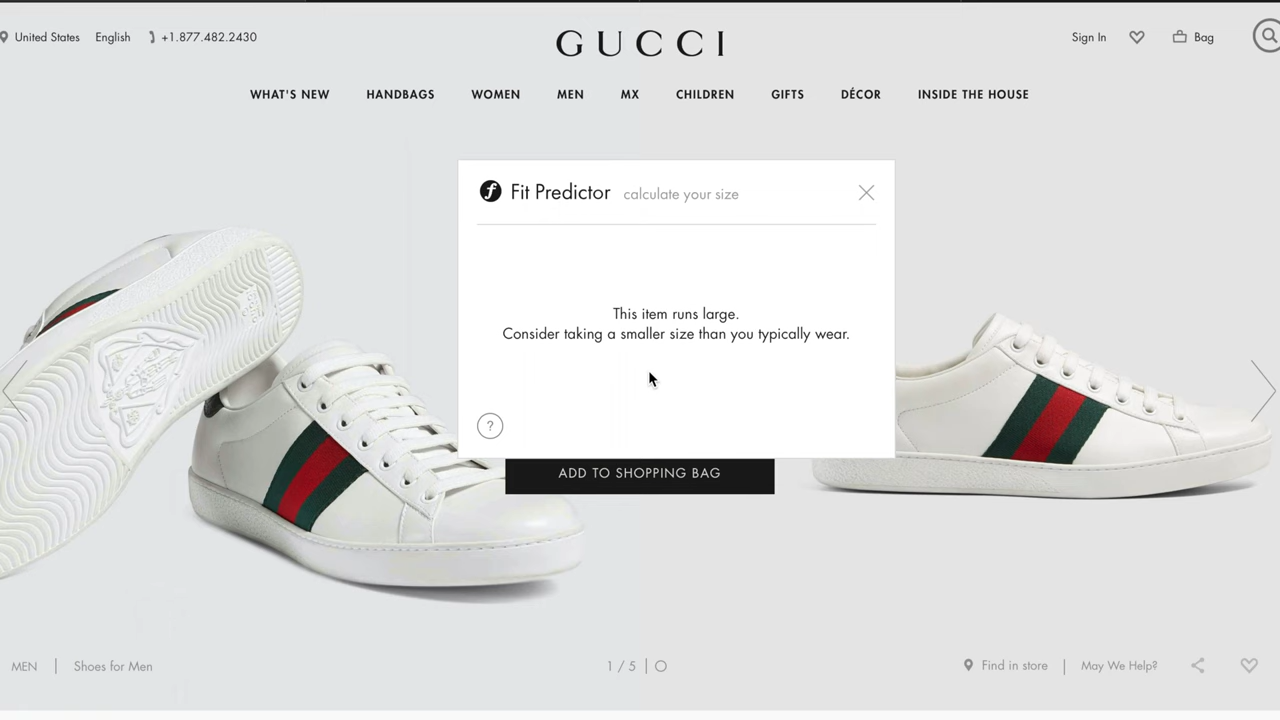 United States English +1.877.482.2430
GUCCI
Sign In Bag
WHAT'S NEW HANDBAGS WOMEN MEN MX CHILDREN GIFTS DÉCOR INSIDE THE HOUSE
f Fit Predictor calculate your size
This item runs large.
Consider taking a smaller size than you typically wear.
?
ADD TO SHOPPING BAG
MEN | Shoes for Men
1 / 5
Find in store | May We Help?